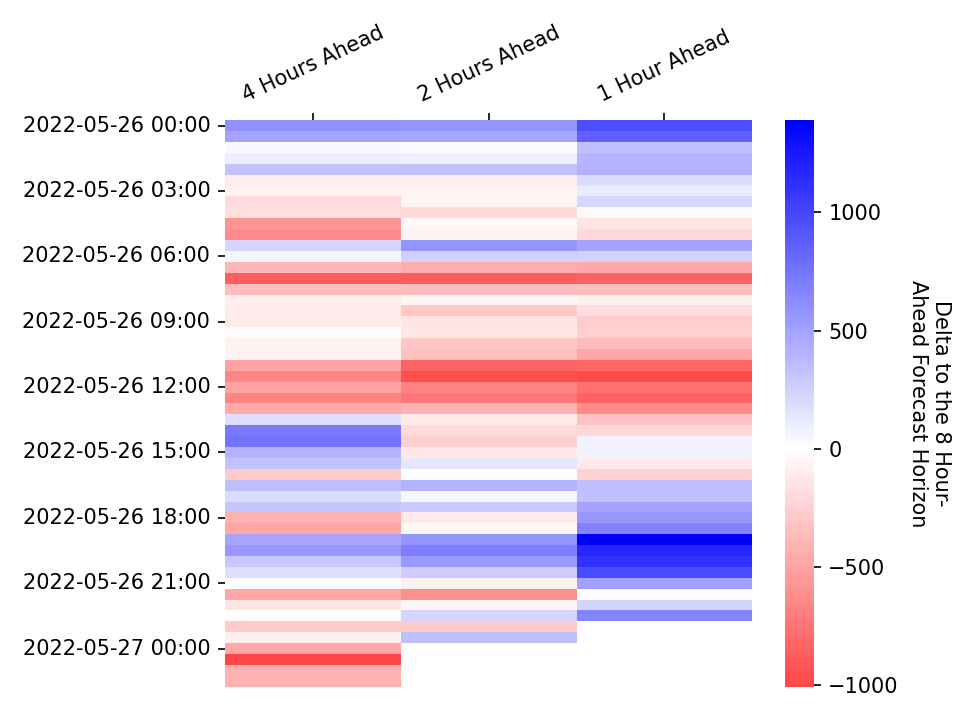 4 Hours Ahead
2 Hours Ahead
1 Hour Ahead
2022-05-26 00:00
2022-05-26 03:00
2022-05-26 06:00
2022-05-26 09:00
2022-05-26 12:00
2022-05-26 15:00
2022-05-26 18:00
2022-05-26 21:00
2022-05-27 00:00
1000
500
0
−500
−1000
Delta to the 8 Hour-
Ahead Forecast Horizon